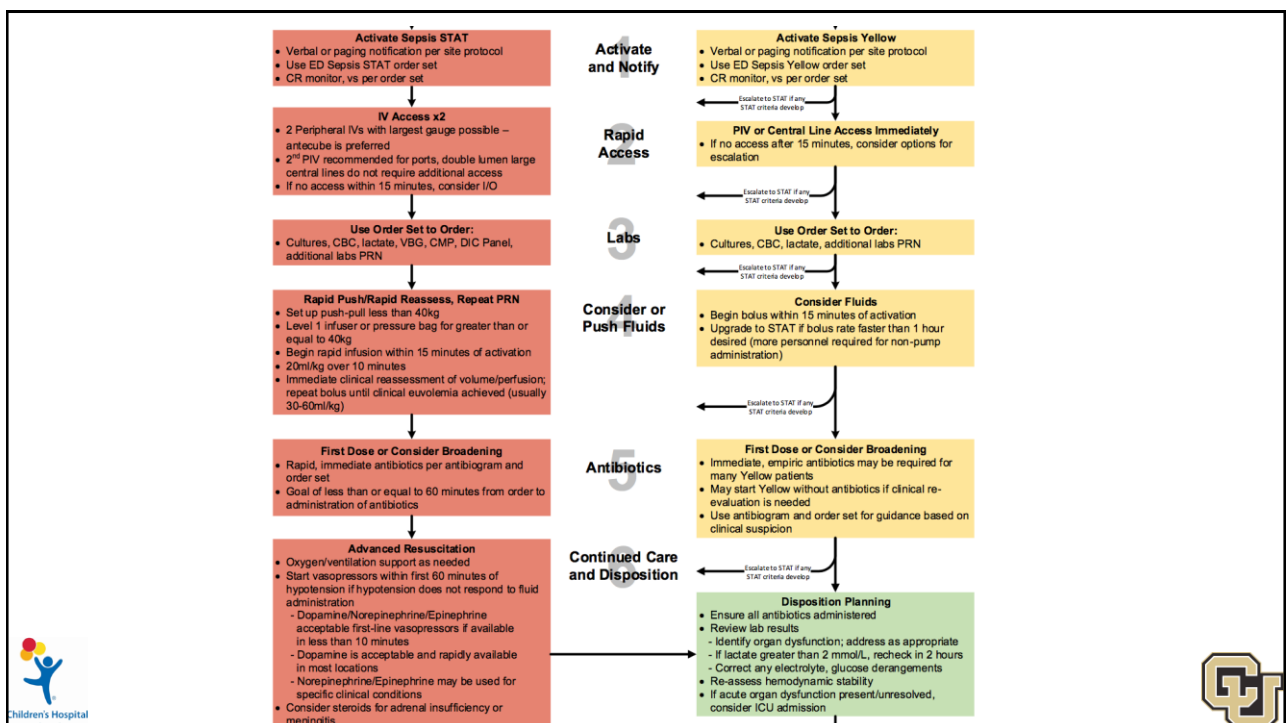 Activate Sepsis STAT
• Verbal or paging notification per site protocol
• Use ED Sepsis STAT order set
• CR monitor, vs per order set
1
Activate
and Notify
Activate Sepsis Yellow
• Verbal or paging notification per site protocol
• Use ED Sepsis Yellow order set
• CR monitor, vs per order set
Escalate to STAT if any
STAT criteria develop
IV Access x2
• 2 Peripheral IVs with largest gauge possible –
antecube is preferred
• 2nd PIV recommended for ports, double lumen large
central lines do not require additional access
• If no access within 15 minutes, consider I/O
2
Rapid
Access
PIV or Central Line Access Immediately
• If no access after 15 minutes, consider options for
escalation
Escalate to STAT if any
STAT criteria develop
Use Order Set to Order:
• Cultures, CBC, lactate, VBG, CMP, DIC Panel,
additional labs PRN
3
Labs
Use Order Set to Order:
• Cultures, CBC, lactate, additional labs PRN
Escalate to STAT if any
STAT criteria develop
Rapid Push/Rapid Reassess, Repeat PRN
• Set up push-pull less than 40kg
• Level 1 infuser or pressure bag for greater than or
equal to 40kg
• Begin rapid infusion within 15 minutes of activation
• 20ml/kg over 10 minutes
• Immediate clinical reassessment of volume/perfusion;
repeat bolus until clinical euvolemia achieved (usually
30-60ml/kg)
4
Consider or
Push Fluids
Consider Fluids
• Begin bolus within 15 minutes of activation
• Upgrade to STAT if bolus rate faster than 1 hour
desired (more personnel required for non-pump
administration)
Escalate to STAT if any
STAT criteria develop
First Dose or Consider Broadening
• Rapid, immediate antibiotics per antibiogram and
order set
• Goal of less than or equal to 60 minutes from order to
administration of antibiotics
5
Antibiotics
First Dose or Consider Broadening
• Immediate, empiric antibiotics may be required for
many Yellow patients
• May start Yellow without antibiotics if clinical re-
evaluation is needed
• Use antibiogram and order set for guidance based on
clinical suspicion
Advanced Resuscitation
• Oxygen/ventilation support as needed
• Start vasopressors within first 60 minutes of
hypotension if hypotension does not respond to fluid
administration
- Dopamine/Norepinephrine/Epinephrine
acceptable first-line vasopressors if available
in less than 10 minutes
- Dopamine is acceptable and rapidly available
in most locations
- Norepinephrine/Epinephrine may be used for
specific clinical conditions
• Consider steroids for adrenal insufficiency or
meningitis
6
Continued Care
and Disposition
Escalate to STAT if any
STAT criteria develop
Disposition Planning
• Ensure all antibiotics administered
• Review lab results
- Identify organ dysfunction; address as appropriate
- If lactate greater than 2 mmol/L, recheck in 2 hours
- Correct any electrolyte, glucose derangements
• Re-assess hemodynamic stability
• If acute organ dysfunction present/unresolved,
consider ICU admission
Children's Hospital
CU